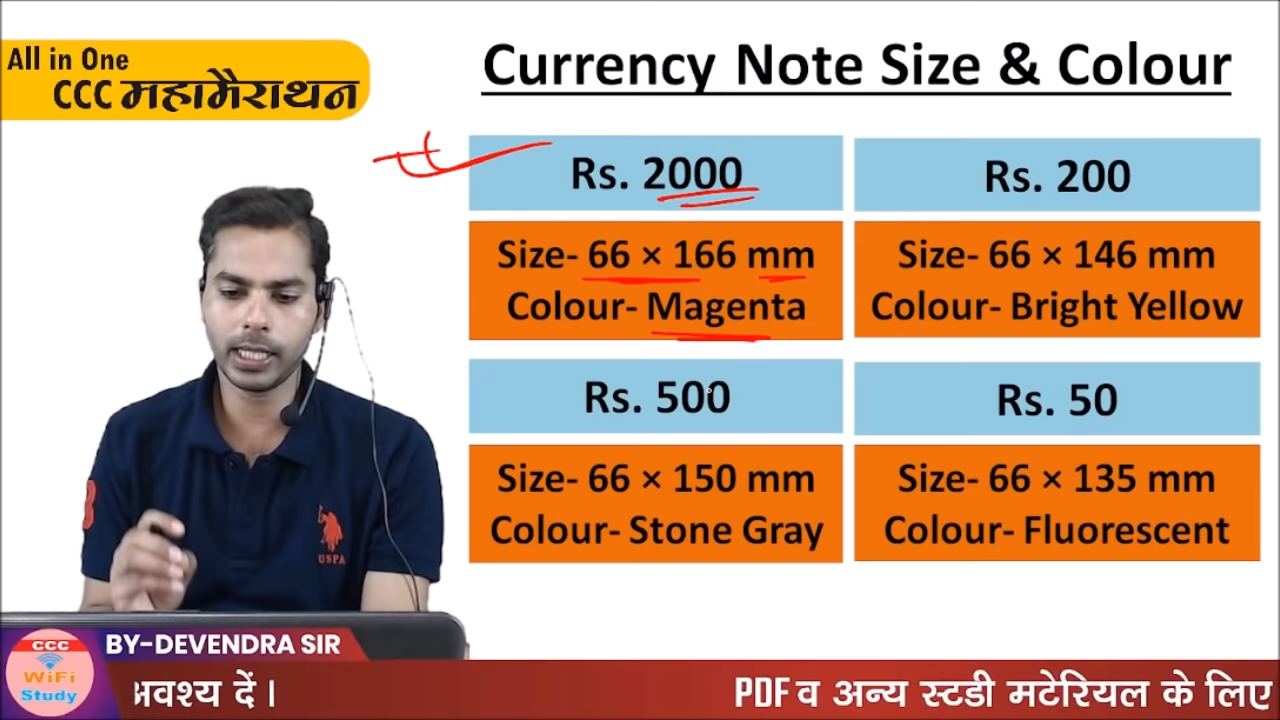 All in One
CCC महामैराथन
Currency Note Size & Colour
Rs. 2000
Size- 66 × 166 mm
Colour- Magenta
Rs. 200
Size- 66 × 146 mm
Colour- Bright Yellow
Rs. 500
Size- 66 × 150 mm
Colour- Stone Gray
Rs. 50
Size- 66 × 135 mm
Colour- Fluorescent
3
USPA
CCC
WiFi
Study
BY-DEVENDRA SIR
अवश्य दें।
PDF व अन्य स्टडी मटेरियल के लिए